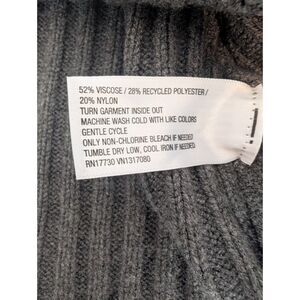 52% VISCOSE / 28% RECYCLED POLYESTER /
20% NYLON
TURN GARMENT INSIDE OUT
MACHINE WASH COLD WITH LIKE COLORS
GENTLE CYCLE
ONLY NON-CHLORINE BLEACH IF NEEDED
TUMBLE DRY LOW, COOL IRON IF NEEDED
RN17730 VN1317080